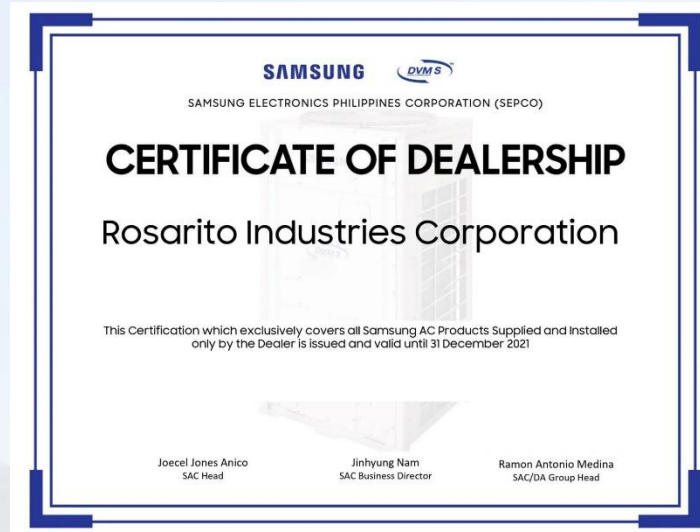 SAMSUNG DVM S
SAMSUNG ELECTRONICS PHILIPPINES CORPORATION (SEPCO)
CERTIFICATE OF DEALERSHIP
Rosarito Industries Corporation
This Certification which exclusively covers all Samsung AC Products Supplied and Installed
only by the Dealer is issued and valid until 31 December 2021
Joecel Jones Anico Jinhyung Nam Ramon Antonio Medina
SAC Head SAC Business Director SAC/DA Group Head